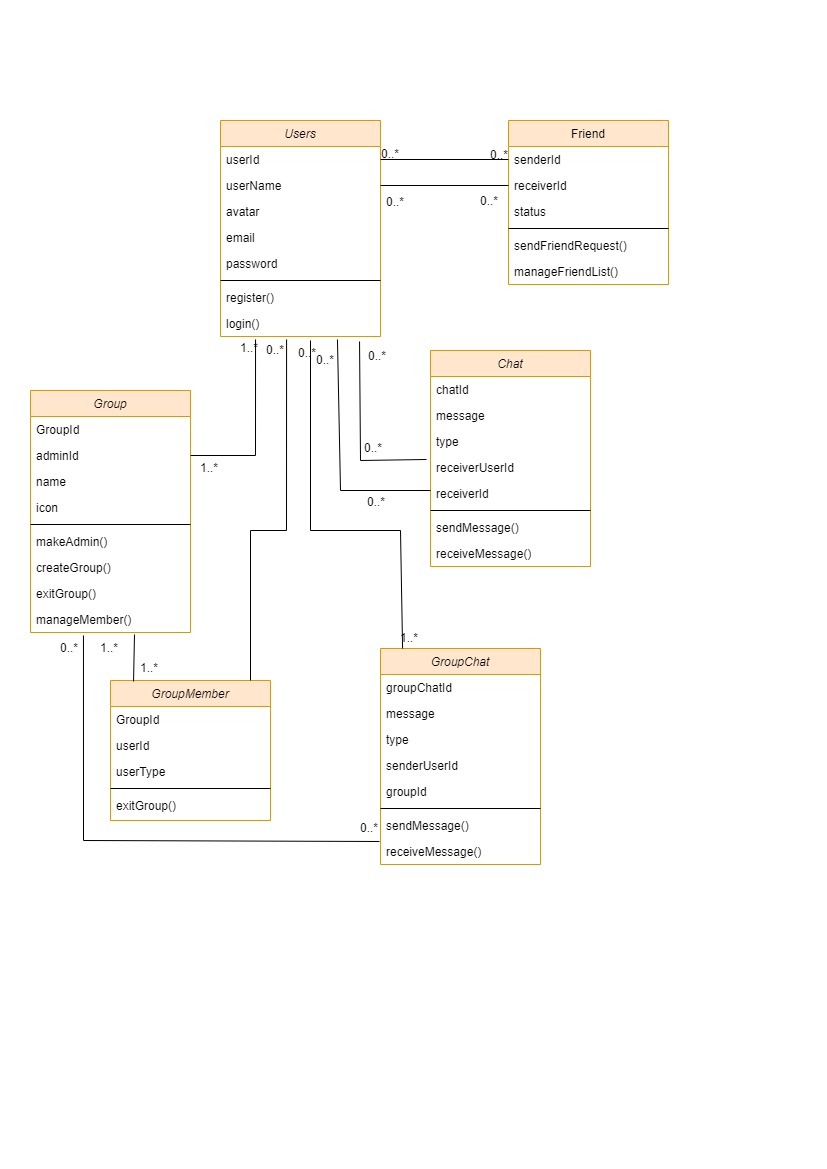 Users
userId
userName
avatar
email
password
register()
login()
Friend
senderId
receiverId
status
sendFriendRequest()
manageFriendList()
0..*
0..*
0..*
0..*
1..*
0..*
0..*
0..*
0..*
Chat
chatId
message
type
receiverUserId
receiverId
sendMessage()
receiveMessage()
0..*
0..*
Group
GroupId
adminId
name
icon
makeAdmin()
createGroup()
exitGroup()
manageMember()
1..*
0..*
1..*
1..*
1..*
GroupMember
GroupId
userId
userType
exitGroup()
GroupChat
groupChatId
message
type
senderUserId
groupId
sendMessage()
receiveMessage()
0..*